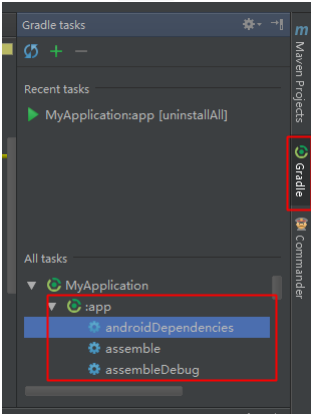 Gradle tasks
Recent tasks
MyApplication:app [uninstallAll]
All tasks
MyApplication
:app
androidDependencies
assemble
assembleDebug
m
Maven Projects
Gradle
Commander